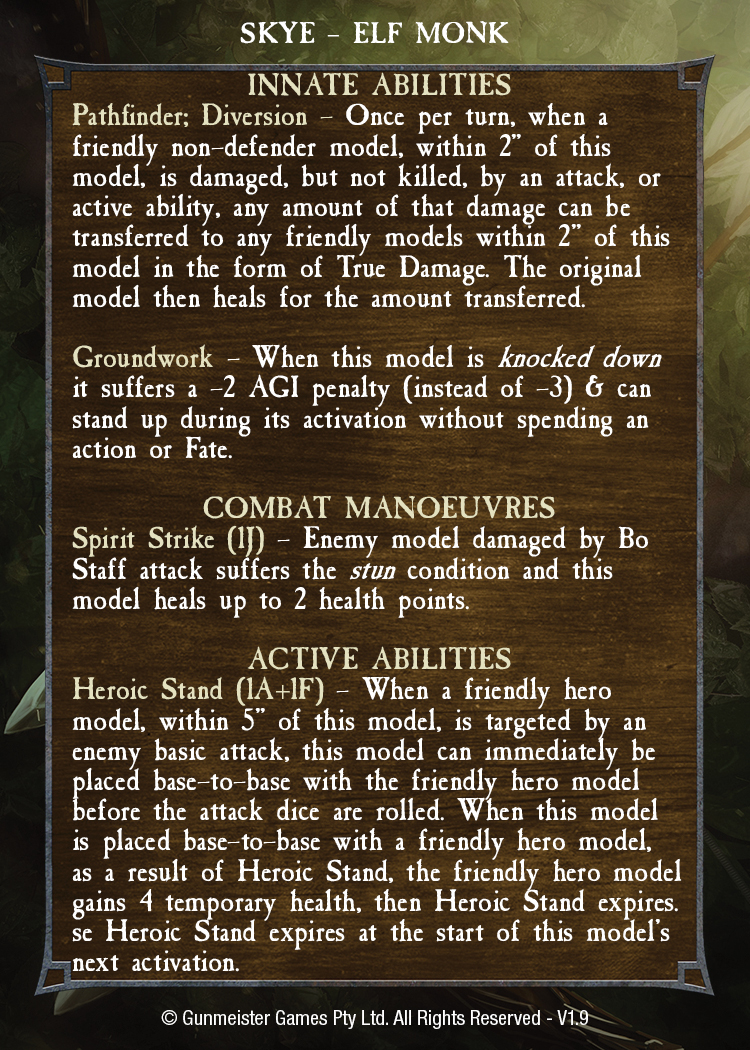 SKYE – ELF MONK
INNATE ABILITIES
Pathfinder; Diversion – Once per turn, when a
friendly non–defender model, within 2” of this
model, is damaged, but not killed, by an attack, or
active ability, any amount of that damage can be
transferred to any friendly models within 2” of this
model in the form of True Damage. The original
model then heals for the amount transferred.
Groundwork – When this model is knocked down
it suffers a –2 AGI penalty (instead of –3) & can
stand up during its activation without spending an
action or Fate.
COMBAT MANOEUVRES
Spirit Strike (1J) – Enemy model damaged by Bo
Staff attack suffers the stun condition and this
model heals up to 2 health points.
ACTIVE ABILITIES
Heroic Stand (1A+1F) – When a friendly hero
model, within 5” of this model, is targeted by an
enemy basic attack, this model can immediately be
placed base–to–base with the friendly hero model
before the attack dice are rolled. When this model
is placed base–to–base with a friendly hero model,
as a result of Heroic Stand, the friendly hero model
gains 4 temporary health, then Heroic Stand expires.
se Heroic Stand expires at the start of this model’s
next activation.
© Gunmeister Games Pty Ltd. All Rights Reserved - V1.9